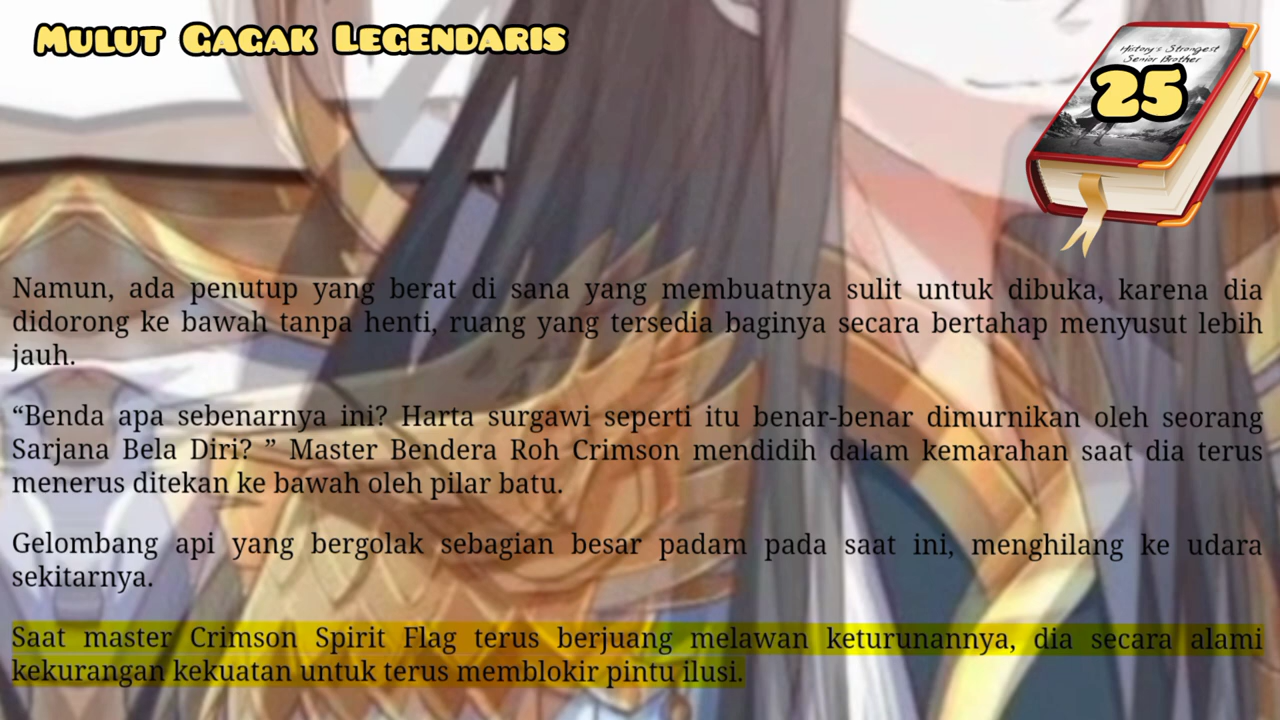 Mulut Gagak Legendaris
History's Strongest
Senior Brother
25
Namun, ada penutup yang berat di sana yang membuatnya sulit untuk dibuka, karena dia
didorong ke bawah tanpa henti, ruang yang tersedia baginya secara bertahap menyusut lebih
jauh.
“Benda apa sebenarnya ini? Harta surgawi seperti itu benar-benar dimurnikan oleh seorang
Sarjana Bela Diri? ” Master Bendera Roh Crimson mendidih dalam kemarahan saat dia terus
menerus ditekan ke bawah oleh pilar batu.
Gelombang api yang bergolak sebagian besar padam pada saat ini, menghilang ke udara
sekitarnya.
Saat master Crimson Spirit Flag terus berjuang melawan keturunannya, dia secara alami
kekurangan kekuatan untuk terus memblokir pintu ilusi.